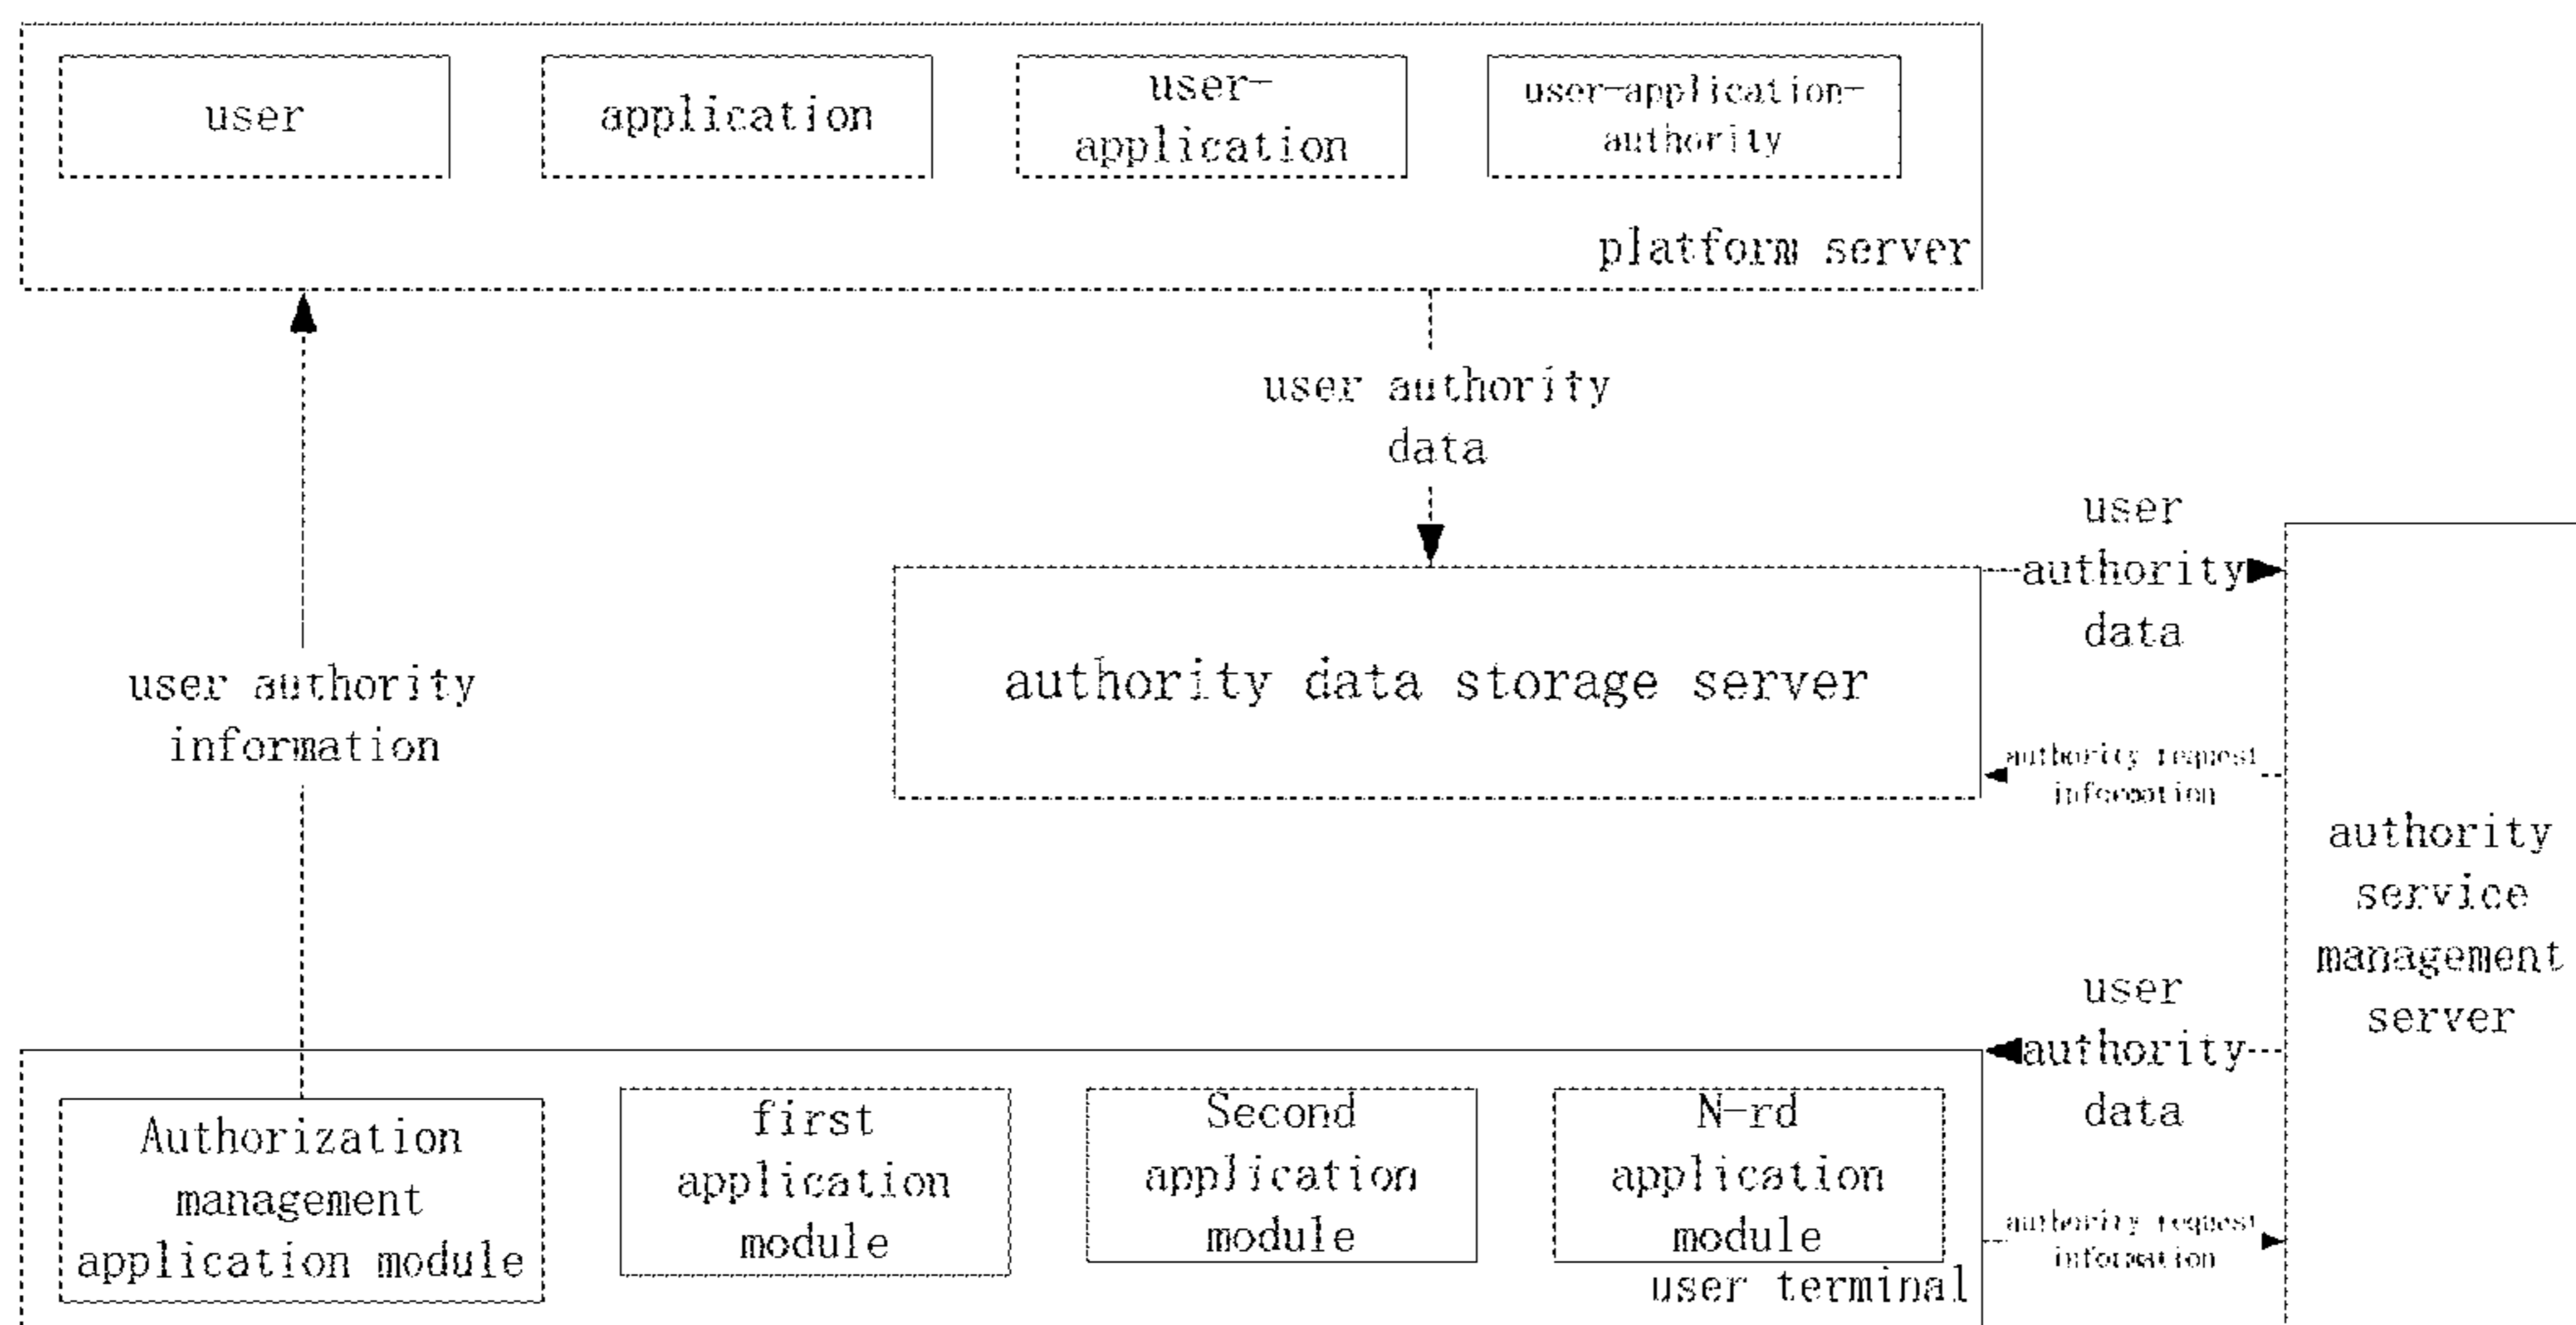 user
application
user-
application
user-application-
authority
platform server
user authority
data
user
authority
data
authority data storage server
user authority
information
authority request
information
authority
service
management
server
user
authority
data
Authorization
management
application module
first
application
module
Second
application
module
N-rd
application
module
user terminal
authority request
information